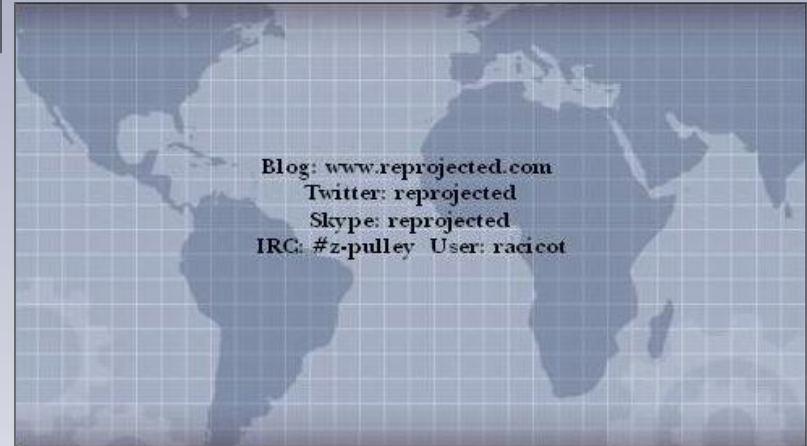 Blog: www.reprojected.com
Twitter: reprojected
Skype: reprojected
IRC: #z-pulley User: racicot